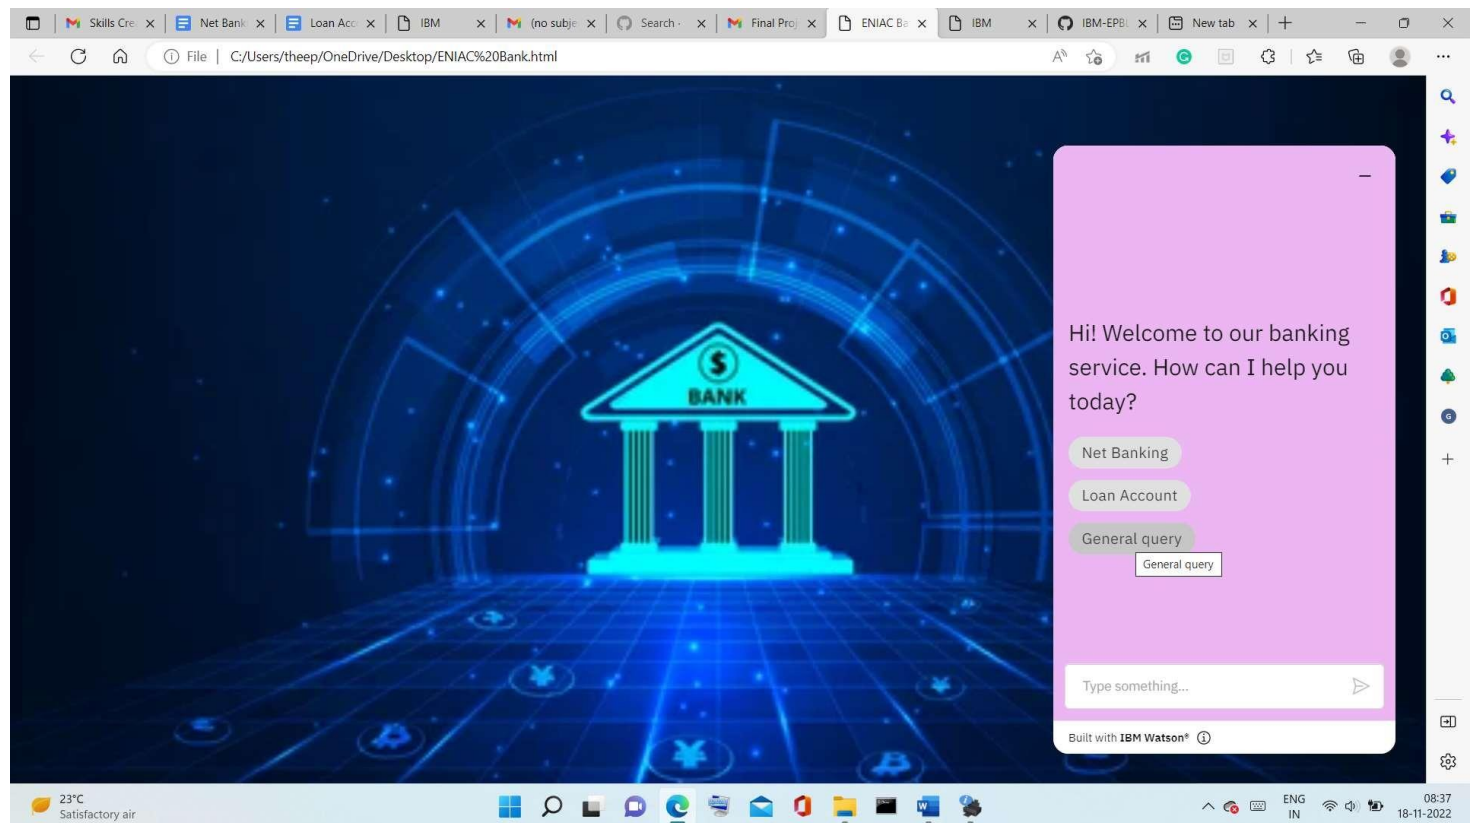 Skills Cre
Net Bank
Loan Acc
IBM
(no subje
Search -
Final Proj
ENIAC Ba
IBM
IBM-EPBL
New tab
File | C:/Users/theep/OneDrive/Desktop/ENIAC%20Bank.html
$
BANK
Hi! Welcome to our banking
service. How can I help you
today?
Net Banking
Loan Account
General query
General query
Type something...
Built with IBM Watson®
23°C
Satisfactory air
ENG
IN
08:37
18-11-2022